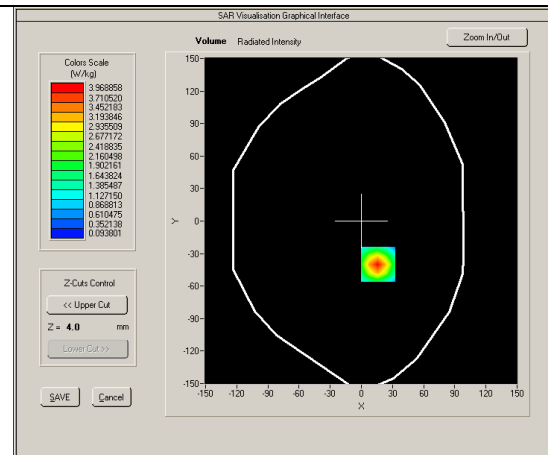 SAR Visualisation Graphical Interface
Volume Radiated Intensity
Zoom In/Out
Colors Scale
(W/kg)
3.968858
3.710520
3.452183
3.193846
2.935509
2.677172
2.418835
2.160498
1.902161
1.643824
1.385487
1.127150
0.868813
0.610475
0.352138
0.093801
Z-Cuts Control
<< Upper Cut
Z = 4.0 mm
Lower Cut >>
SAVE Cancel
150
120
90
60
30
0
-30
-60
-90
-120
-150
Y
-150 -120 -90 -60 -30 0 30 60 90 120 150
X